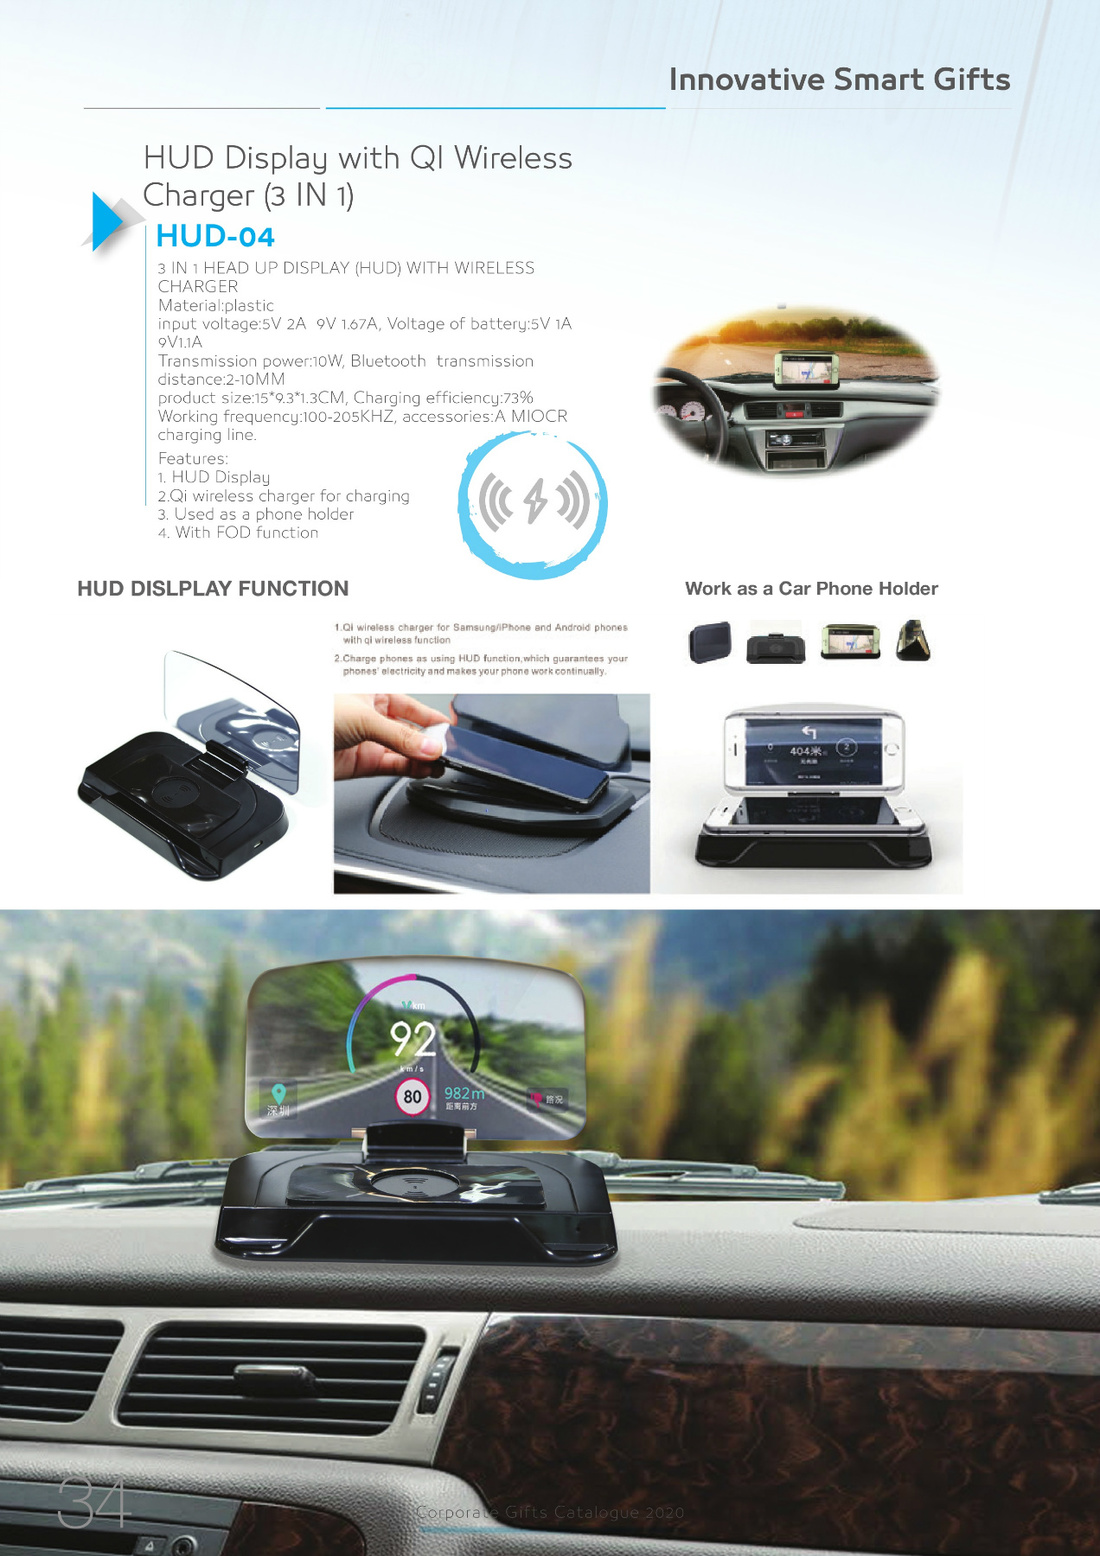 Innovative Smart Gifts
HUD Display with QI Wireless
Charger (3 IN 1)
HUD-04
3 IN 1 HEAD UP DISPLAY (HUD) WITH WIRELESS
CHARGER
Material:plastic
input voltage:5V 2A  9V 1.67A, Voltage of battery:5V 1A
9V1.1A
Transmission power:10W, Bluetooth  transmission
distance:2-10MM
product size:15*9.3*1.3CM, Charging efficiency:73%
Working frequency:100-205KHZ, accessories:A MIOCR
charging line.
Features:
1. HUD Display
2.Qi wireless charger for charging
3. Used as a phone holder
4. With FOD function
HUD DISLPLAY FUNCTION
Work as a Car Phone Holder
1.Qi wireless charger for Samsung/iPhone and Android phones
with qi wireless function
2.Charge phones as using HUD function,which guarantees your
phones' electricity and makes your phone work continually.
0
404米
2
km
92
km/s
80
982m
距离前方
深圳
路况
34
Corporate Gifts Catalogue 2020